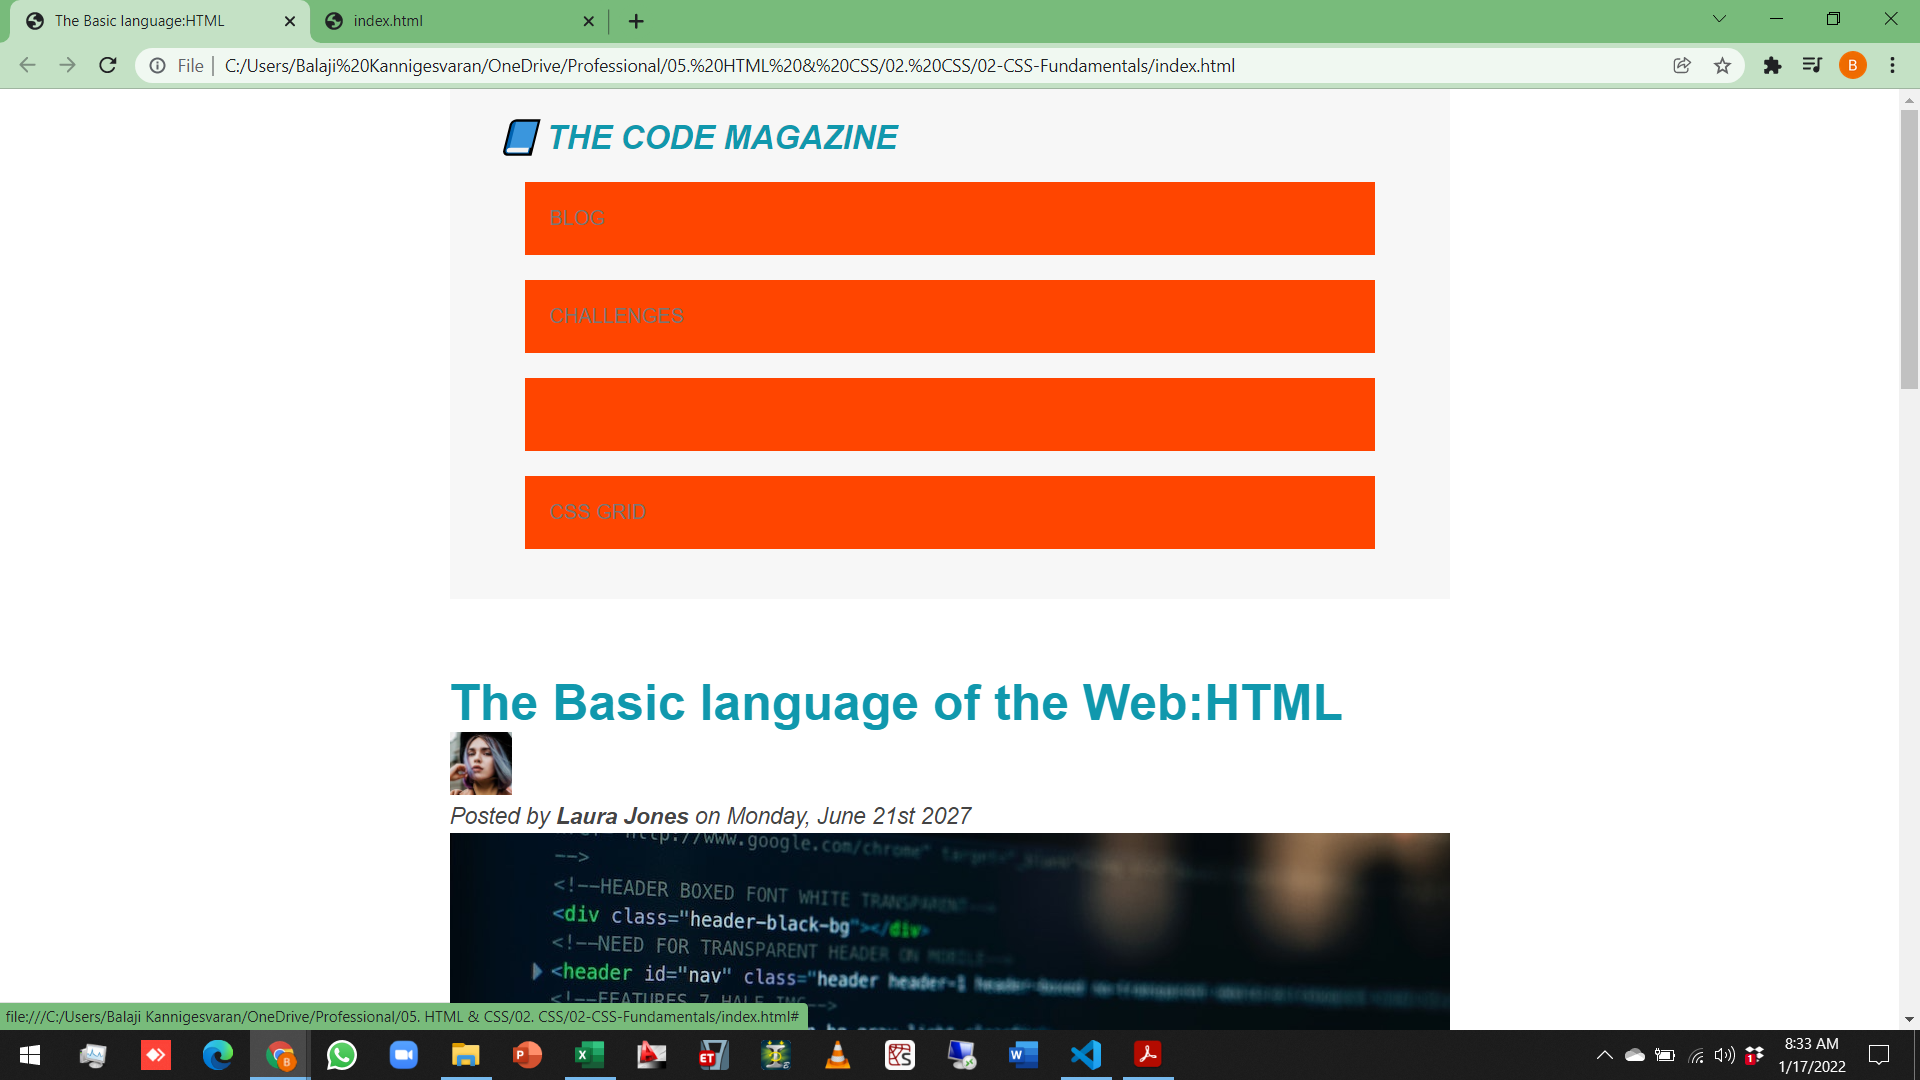 The Basic language:HTML
index.html
File
C:/Users/Balaji%20Kannigesvaran/OneDrive/Professional/05.%20HTML%20&%20CSS/02.%20CSS/02-CSS-Fundamentals/index.html
B
THE CODE MAGAZINE
BLOG
CHALLENGES
CSS GRID
The Basic language of the Web:HTML
Posted by Laura Jones on Monday, June 21st 2027
http://www.google.com/chrome"
-->
<!--HEADER BOXED FONT WHITE TRANSPARENT-->
<div class="header-black-bg"></div>
<!--NEED FOR TRANSPARENT HEADER ON MOBILE-->
<header id="nav" class="header header-1 header-boxed
<!--FEATURES 7 HALF IMG-->
file:///C:/Users/Balaji Kannigesvaran/OneDrive/Professional/05. HTML & CSS/02. CSS/02-CSS-Fundamentals/index.html#
B
P
X
ET
W
1
8:33 AM
1/17/2022